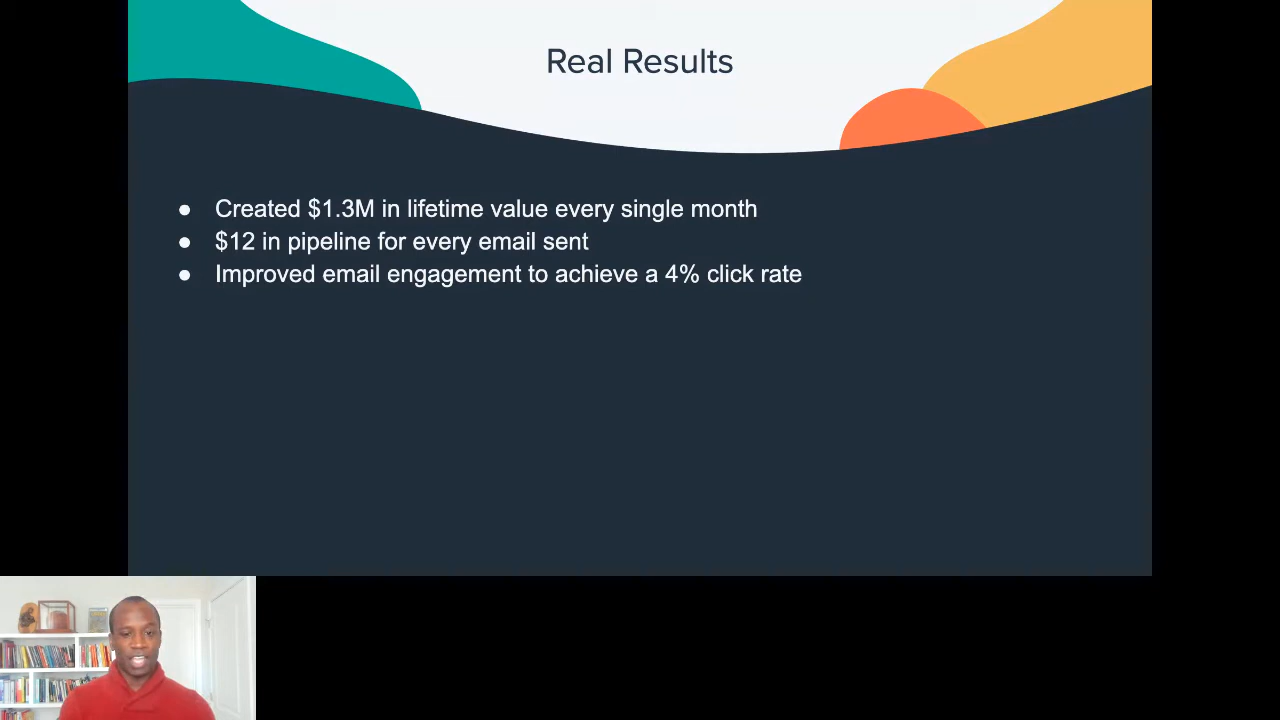 Real Results
● Created $1.3M in lifetime value every single month
● $12 in pipeline for every email sent
● Improved email engagement to achieve a 4% click rate